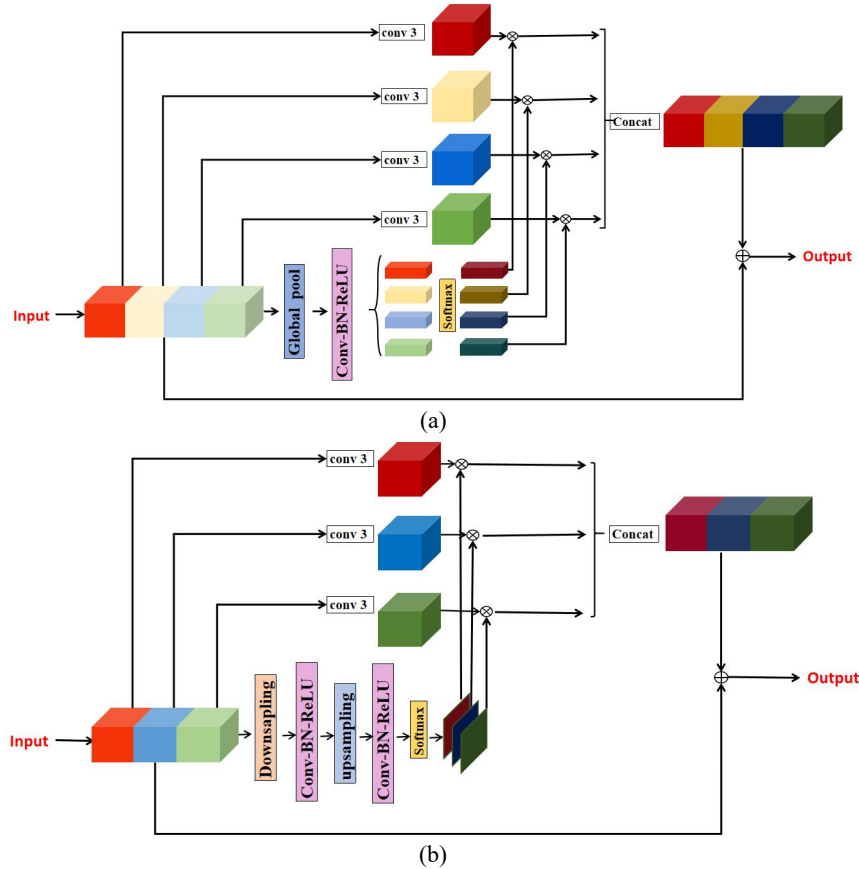 conv 3
conv 3
conv 3
conv 3
Concat
Output
Input
Global pool
Conv-BN-ReLU
Softmax
(a)
conv 3
conv 3
conv 3
Concat
Output
Input
Downsapling
Conv-BN-ReLU
upsampling
Conv-BN-ReLU
Softmax
(b)